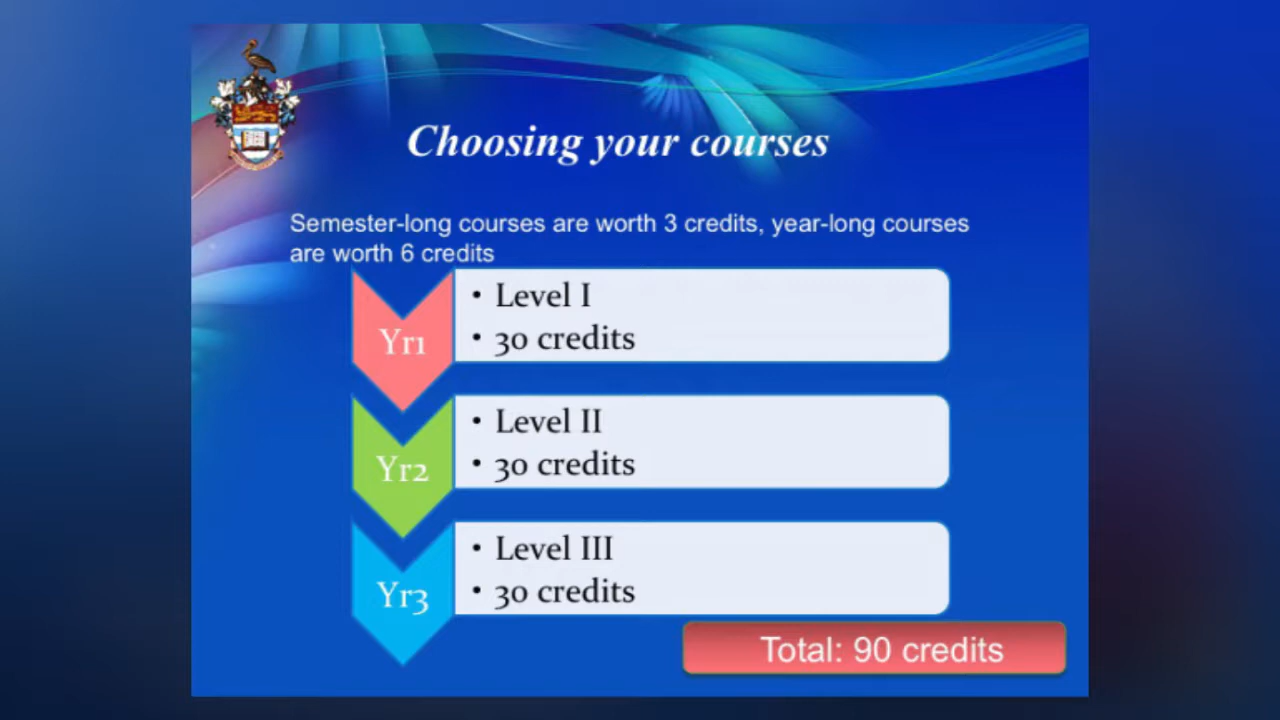 Choosing your courses
Semester-long courses are worth 3 credits, year-long courses
are worth 6 credits
Yr1
• Level I
• 30 credits
Yr2
• Level II
• 30 credits
Yr3
• Level III
• 30 credits
Total: 90 credits